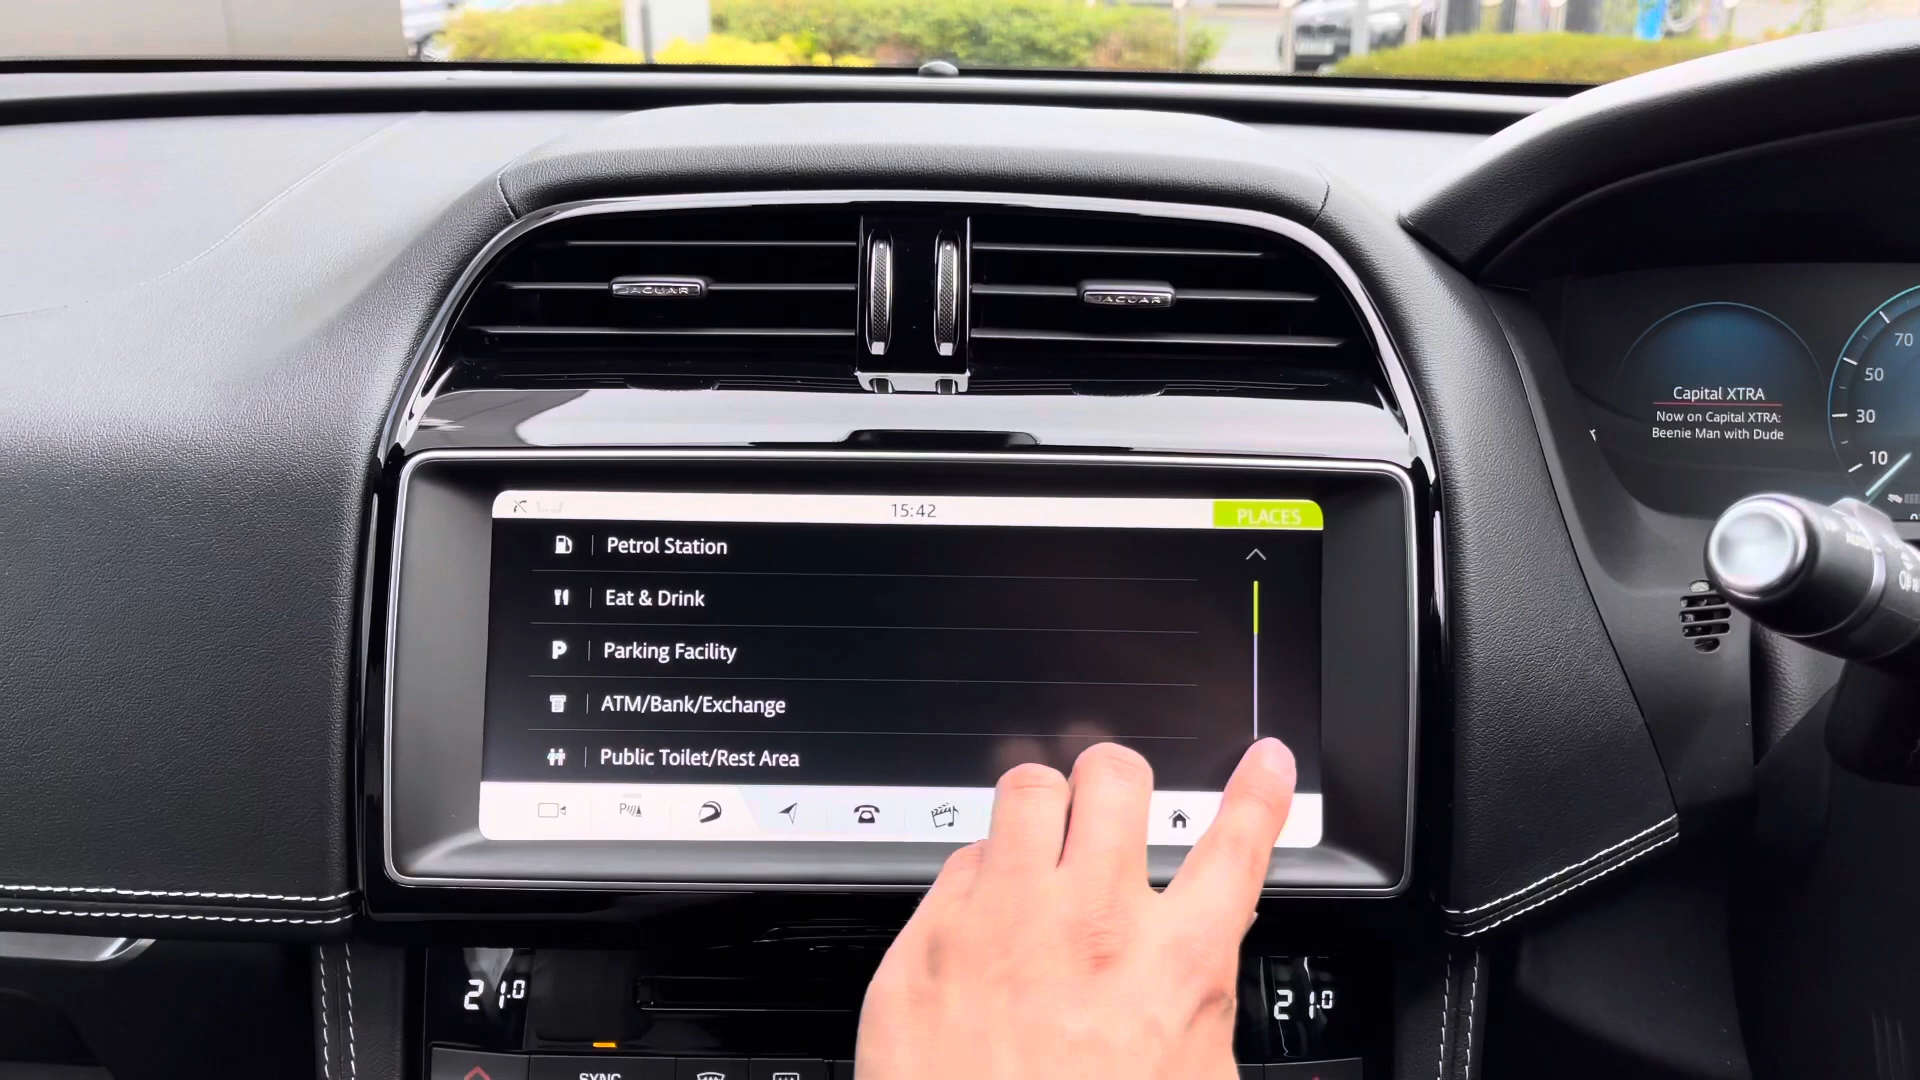 JAGUAR
JAGUAR
Capital XTRA
Now on Capital XTRA:
Beenie Man with Dude
70
50
30
10
15:42
PLACES
Petrol Station
Eat & Drink
Parking Facility
ATM/Bank/Exchange
Public Toilet/Rest Area
21.0
21.0
SYNC